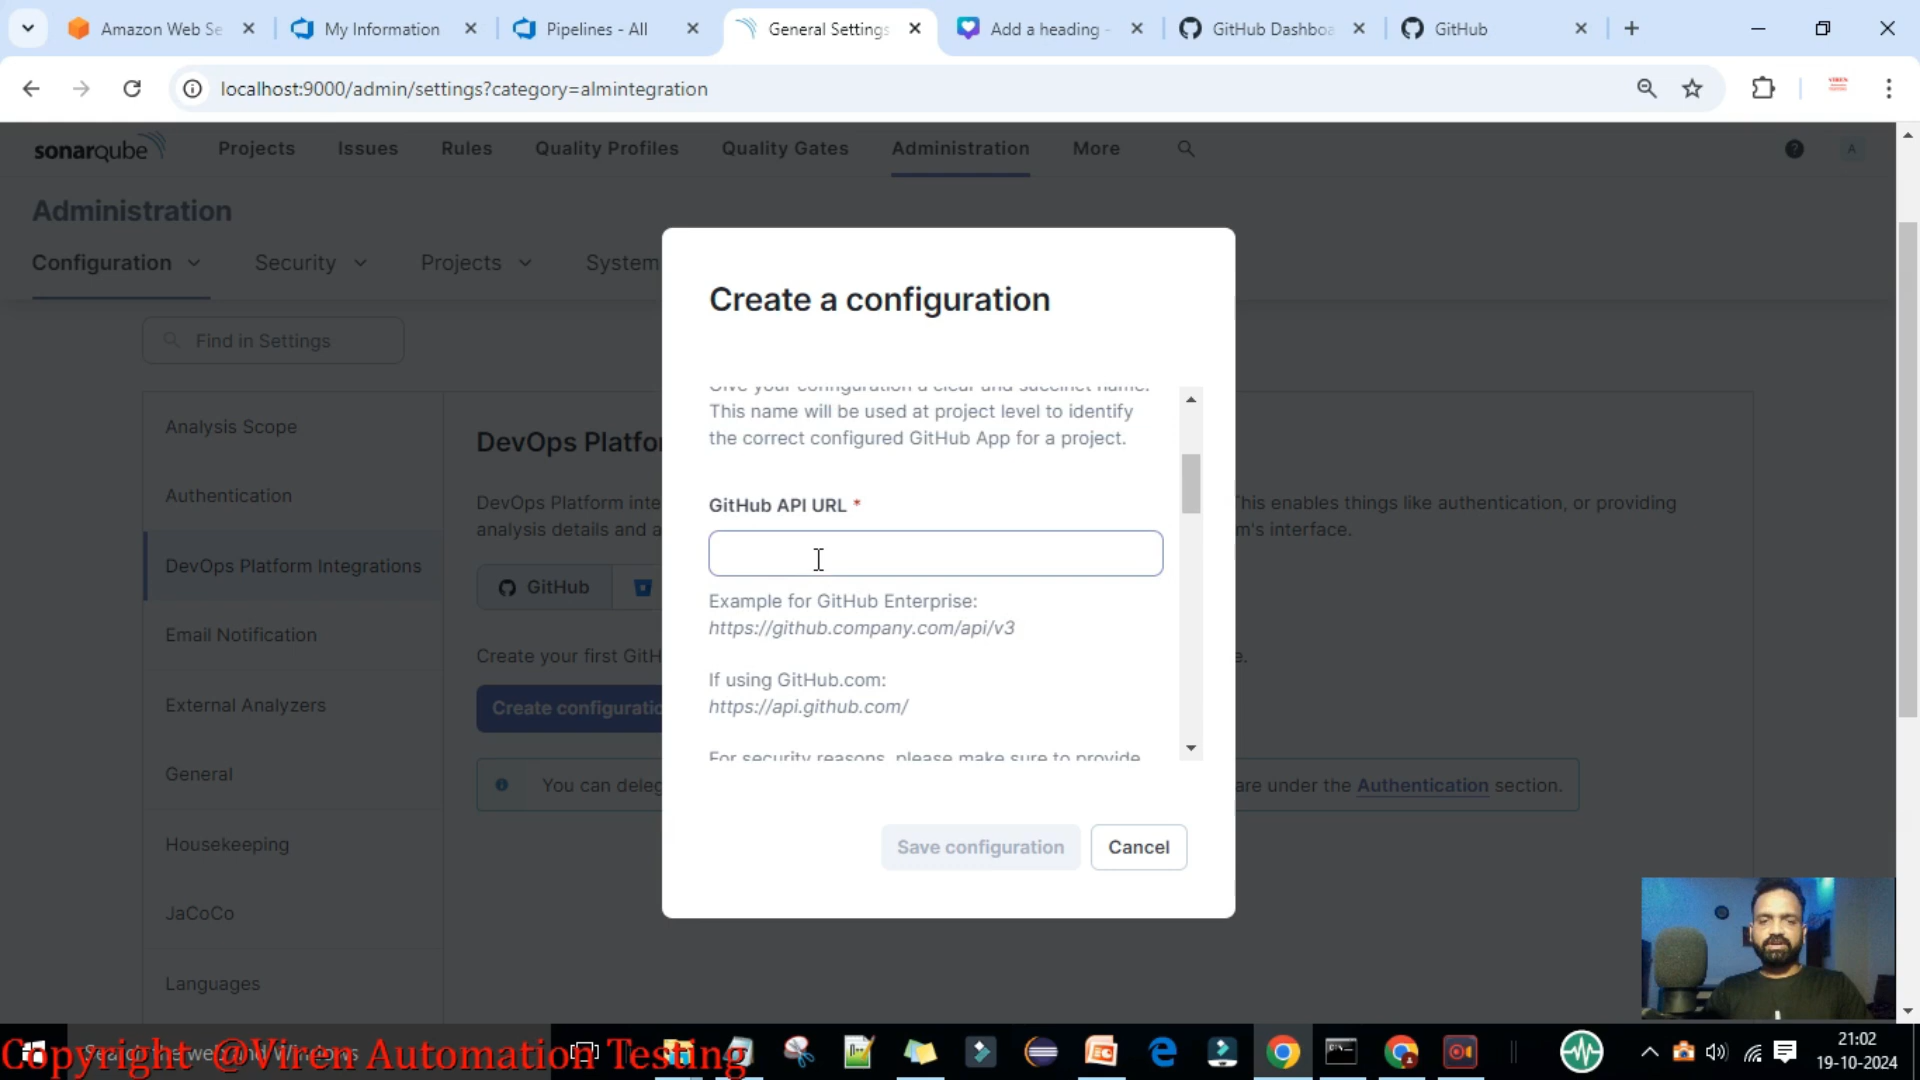 Amazon Web Se
My Information
Pipelines - All
General Settings
Add a heading -
GitHub Dashboa
GitHub
localhost:9000/admin/settings?category=almintegration
sonarqube
Projects
Issues
Rules
Quality Profiles
Quality Gates
Administration
More
A
Administration
Configuration
Security
Projects
System
Find in Settings
Analysis Scope
Authentication
DevOps Platform Integrations
Email Notification
External Analyzers
General
Housekeeping
JaCoCo
Languages
DevOps Platfor
DevOps Platform inte
analysis details and a
GitHub
Create your first GitH
Create configuratio
You can deleg
his enables things like authentication, or providing
m's interface.
e.
are under the Authentication section.
Create a configuration
Give your configuration a clear and succinct name.
This name will be used at project level to identify
the correct configured GitHub App for a project.
GitHub API URL *
Example for GitHub Enterprise:
https://github.company.com/api/v3
If using GitHub.com:
https://api.github.com/
For security reasons, please make sure to provide
Save configuration
Cancel
Search the web and Windows
Copyright @Viren Automation Testing
21:02
19-10-2024